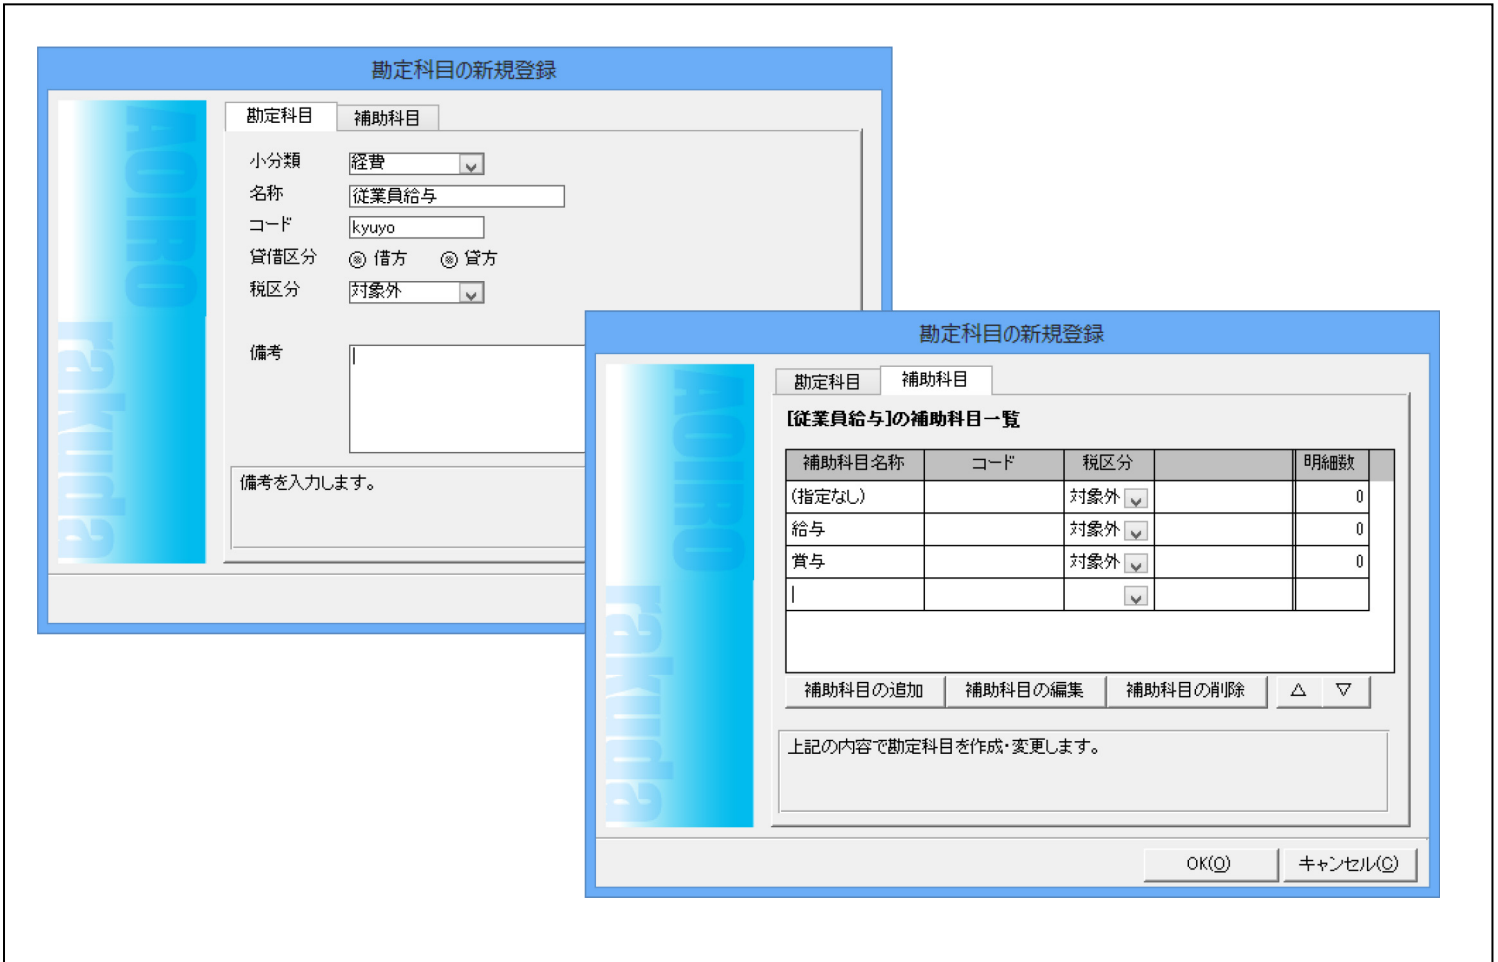 勘定科目の新規登録
AOIRO
rakuda
勘定科目 補助科目
小分類 経費
名称 従業員給与
コード kyuyo
貸借区分 借方 貸方
税区分 対象外
備考
備考を入力します。
勘定科目の新規登録
AOIRO
rakuda
勘定科目 補助科目
[従業員給与]の補助科目一覧
補助科目名称 コード 税区分 明細数
(指定なし) 対象外 0
給与 対象外 0
賞与 対象外 0
補助科目の追加 補助科目の編集 補助科目の削除 △ ▽
上記の内容で勘定科目を作成・変更します。
OK(O) キャンセル(C)